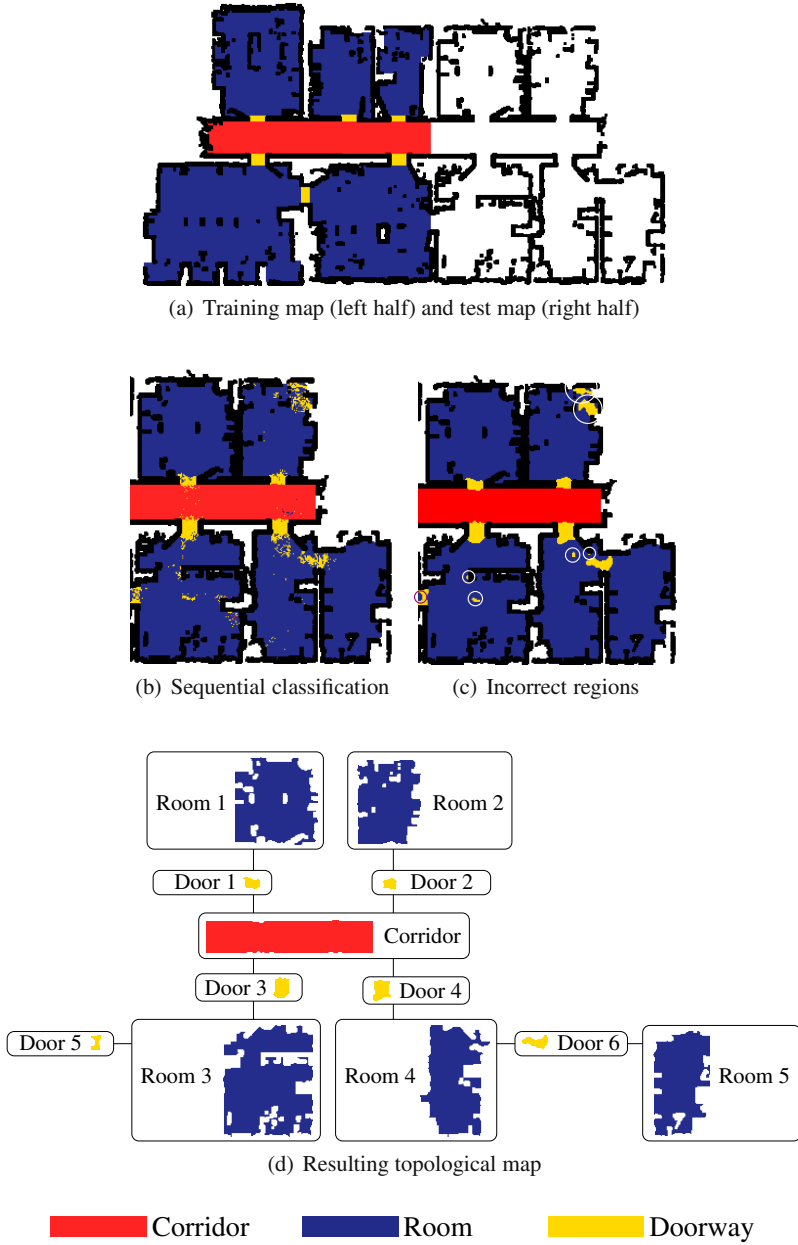 (a) Training map (left half) and test map (right half)
(b) Sequential classification
(c) Incorrect regions
Room 1
Room 2
Door 1
Door 2
Corridor
Door 3
Door 4
Door 5
Room 3
Room 4
Door 6
Room 5
(d) Resulting topological map
Corridor
Room
Doorway